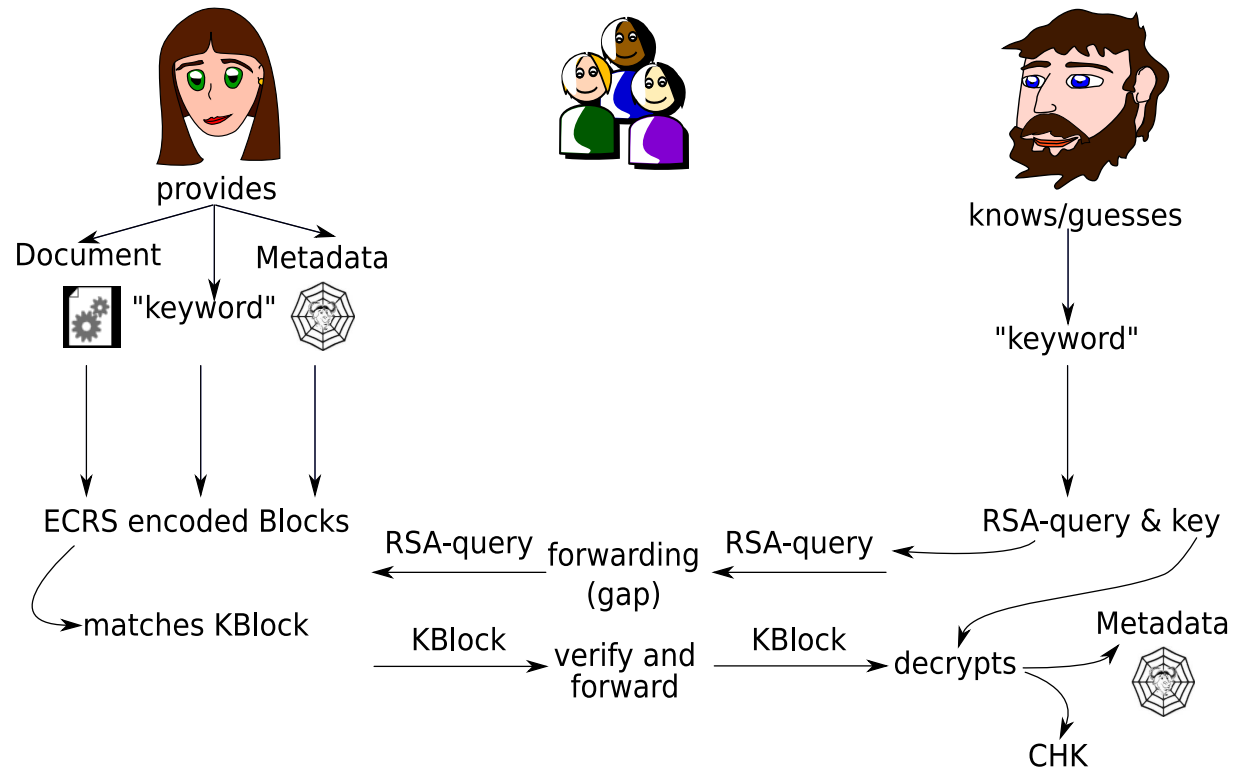 provides
knows/guesses
Document
Metadata
"keyword"
"keyword"
ECRS encoded Blocks
RSA-query & key
RSA-query
forwarding
(gap)
RSA-query
matches KBlock
KBlock
verify and
forward
KBlock
decrypts
Metadata
CHK